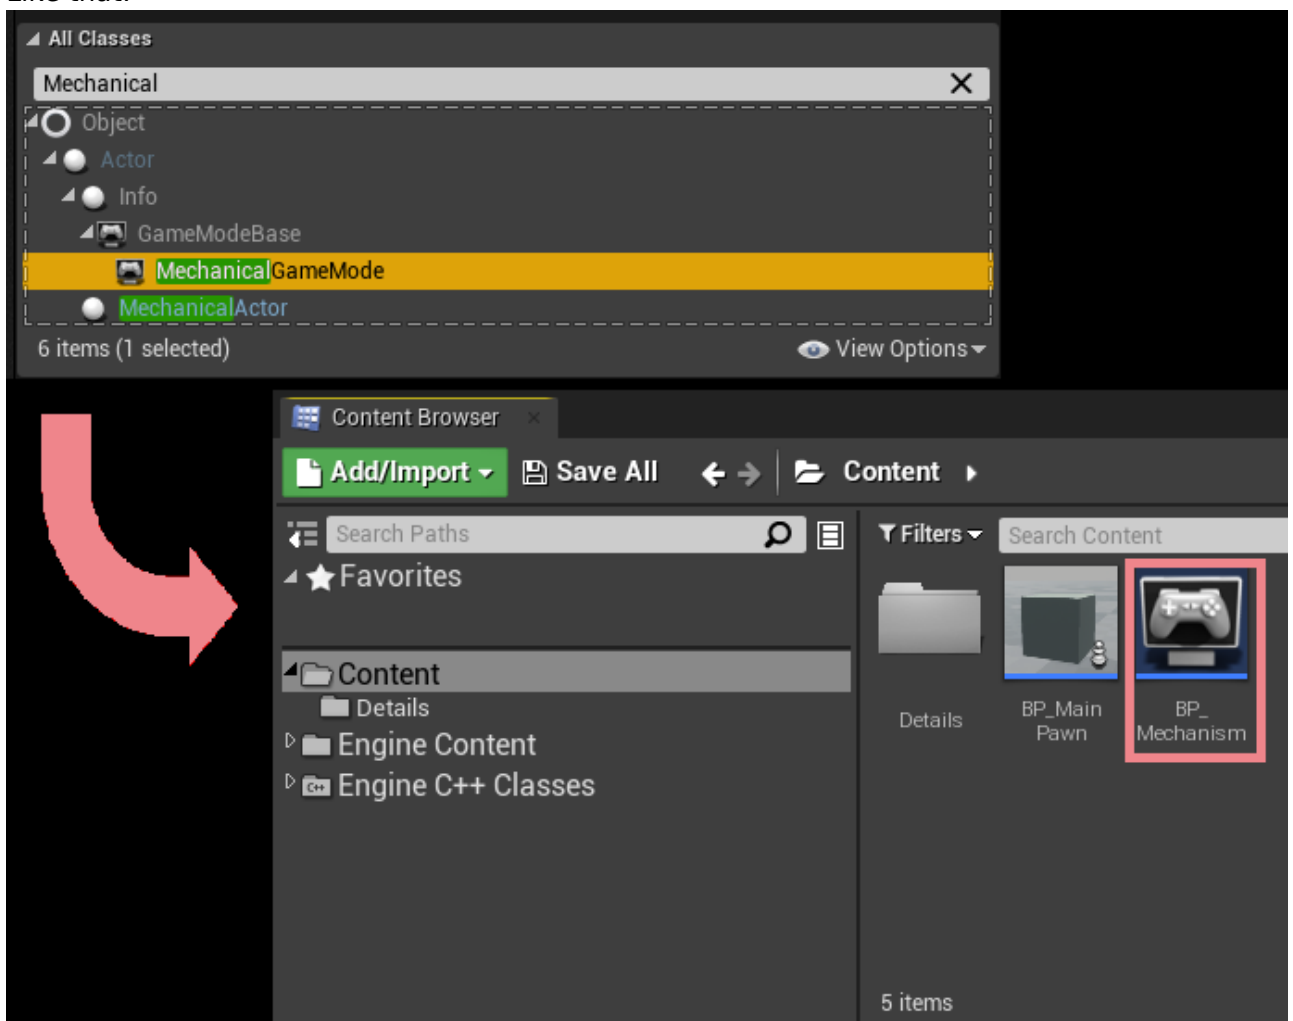 Like that:
All Classes
Mechanical
Object
Actor
Info
GameModeBase
MechanicalGameMode
MechanicalActor
6 items (1 selected)
View Options
Content Browser
Add/Import
Save All
Content
Search Paths
Filters
Search Content
Favorites
Content
Details
Engine Content
C++
Engine C++ Classes
Details
BP_Main
Pawn
BP_
Mechanism
5 items